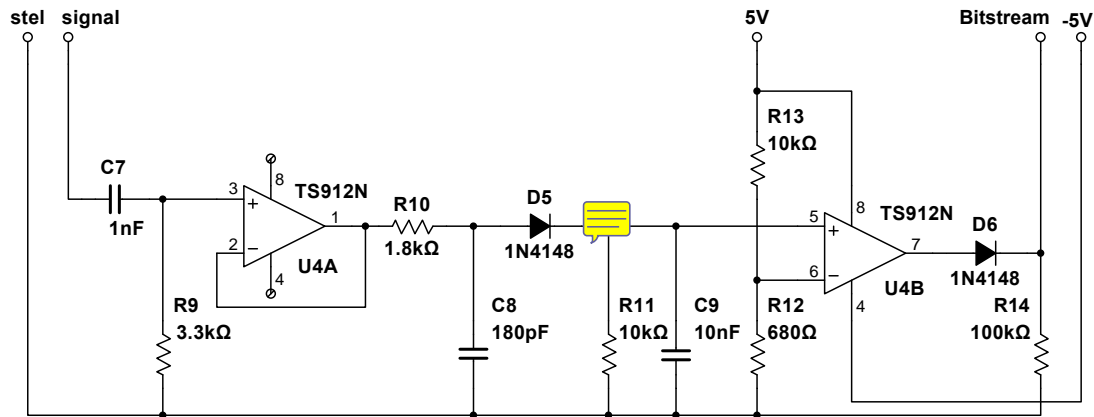 stel signal 5V Bitstream -5V
R13
10kΩ
C7
1nF
3
2
8
4
1
TS912N
U4A
R10
1.8kΩ
D5
1N4148
5
6
8
4
7
TS912N
U4B
D6
1N4148
R9
3.3kΩ
C8
180pF
R11
10kΩ
C9
10nF
R12
680Ω
R14
100kΩ
+
−
+
−